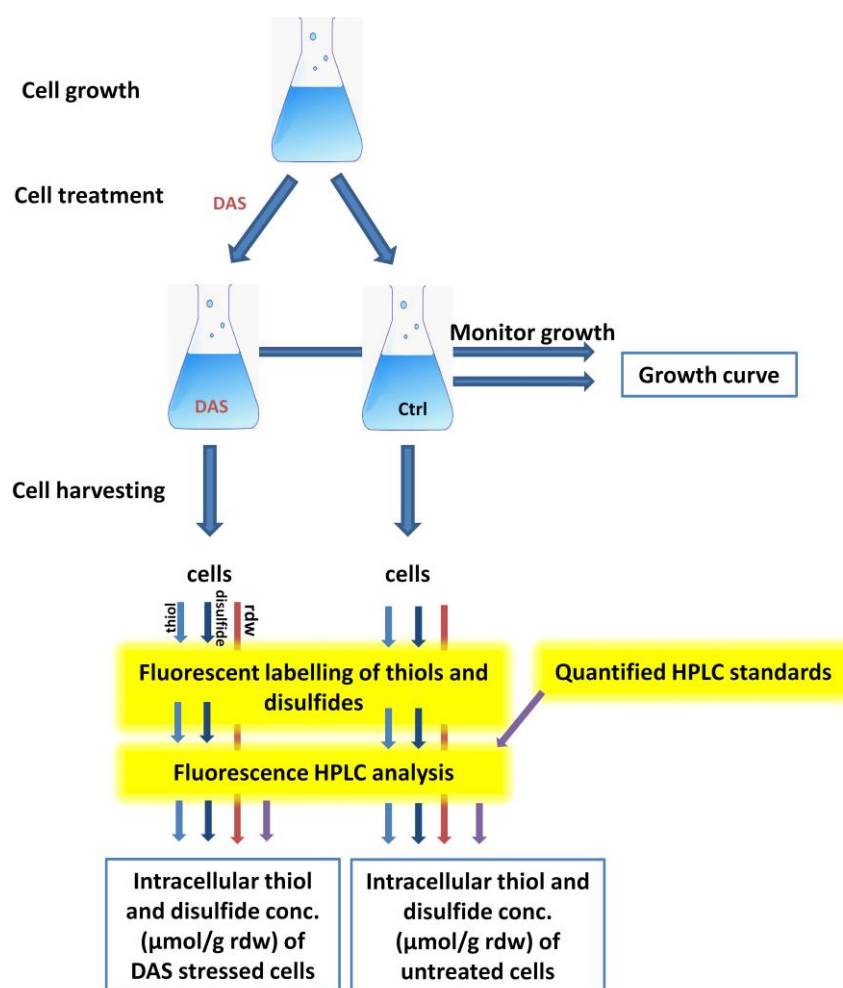 Cell growth
Cell treatment
DAS
Monitor growth
Growth curve
DAS
Ctrl
Cell harvesting
cells
cells
thiol
disulfide
rdw
Fluorescent labelling of thiols and
disulfides
Quantified HPLC standards
Fluorescence HPLC analysis
Intracellular thiol
and disulfide conc.
(µmol/g rdw) of
DAS stressed cells
Intracellular thiol and
disulfide conc.
(µmol/g rdw) of
untreated cells